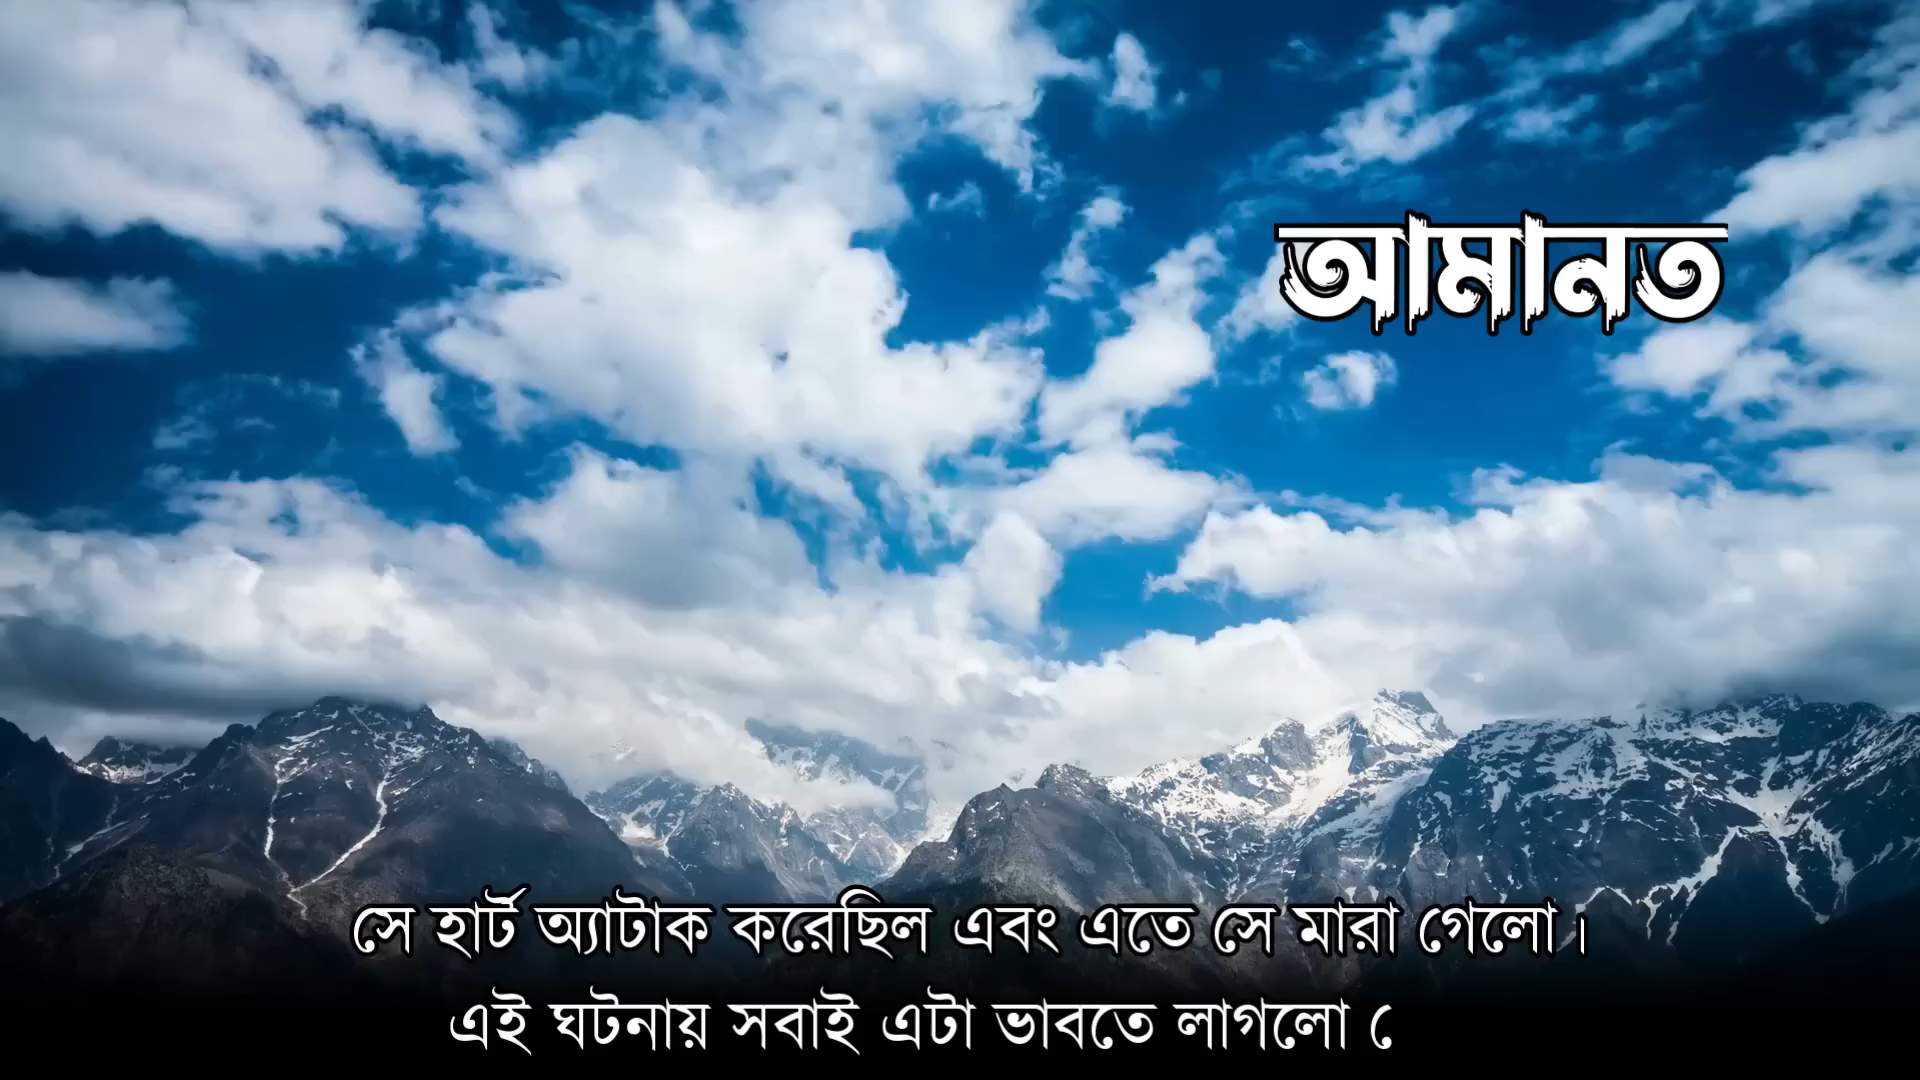 আমানত
সে হার্ট অ্যাটাক করেছিল এবং এতে সে মারা গেলো।
এই ঘটনায় সবাই এটা ভাবতে লাগলো ে